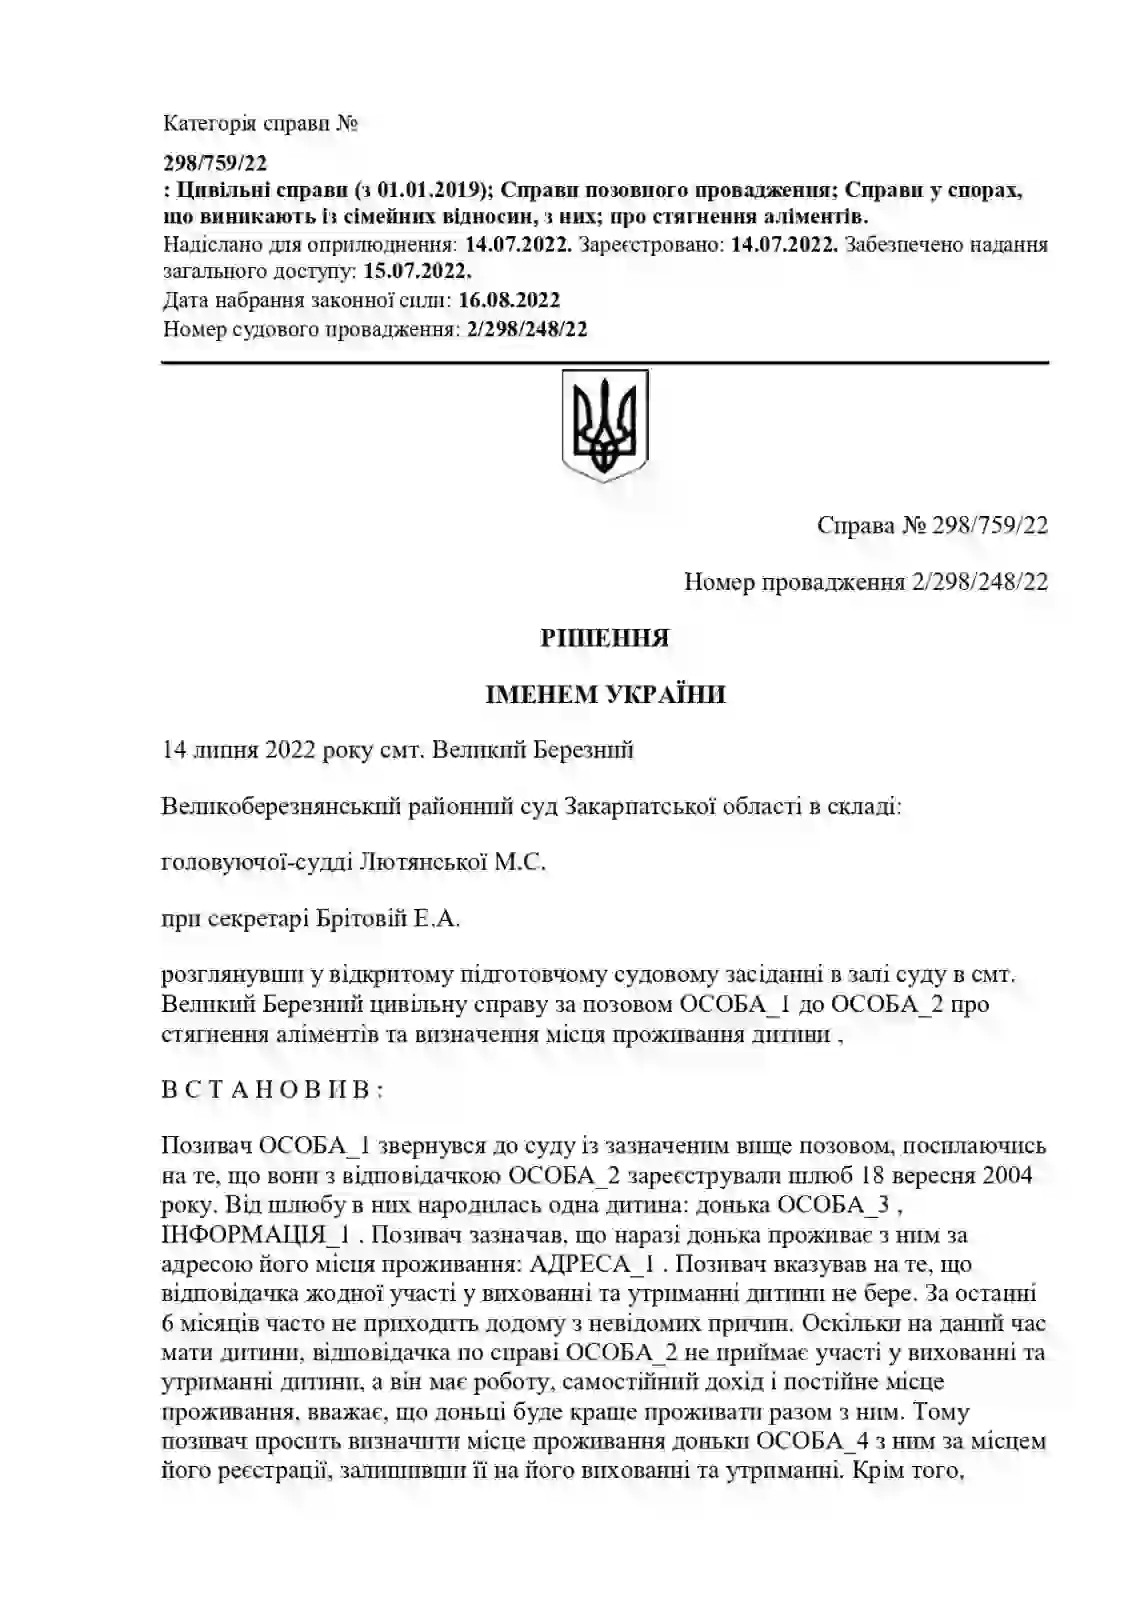 Категорія справи №
298/759/22
: Цивільні справи (з 01.01.2019); Справи позовного провадження; Справи у спорах,
що виникають із сімейних відносин, з них; про стягнення аліментів.
Надіслано для оприлюднення: 14.07.2022. Зареєстровано: 14.07.2022. Забезпечено надання
загального доступу: 15.07.2022.
Дата набрання законної сили: 16.08.2022
Номер судового провадження: 2/298/248/22
Справа № 298/759/22
Номер провадження 2/298/248/22
РІШЕННЯ
ІМЕНЕМ УКРАЇНИ
14 липня 2022 року смт. Великий Березний
Великоберезнянський районний суд Закарпатської області в складі:
головуючої-судді Лютянської М.С.
при секретарі Брітовій Е.А.
розглянувши у відкритому підготовчому судовому засіданні в залі суду в смт.
Великий Березний цивільну справу за позовом ОСОБА_1 до ОСОБА_2 про
стягнення аліментів та визначення місця проживання дитини ,
В С Т А Н О В И В :
Позивач ОСОБА_1 звернувся до суду із зазначеним вище позовом, посилаючись
на те, що вони з відповідачкою ОСОБА_2 зареєстрували шлюб 18 вересня 2004
року. Від шлюбу в них народилась одна дитина: донька ОСОБА_3 ,
ІНФОРМАЦІЯ_1 . Позивач зазначав, що наразі донька проживає з ним за
адресою його місця проживання: АДРЕСА_1 . Позивач вказував на те, що
відповідачка жодної участі у вихованні та утриманні дитини не бере. За останні
6 місяців часто не приходить додому з невідомих причин. Оскільки на даний час
мати дитини, відповідачка по справі ОСОБА_2 не приймає участі у вихованні та
утриманні дитини, а він має роботу, самостійний дохід і постійне місце
проживання, вважає, що доньці буде краще проживати разом з ним. Тому
позивач просить визначити місце проживання доньки ОСОБА_4 з ним за місцем
його реєстрації, залишивши її на його вихованні та утриманні. Крім того,